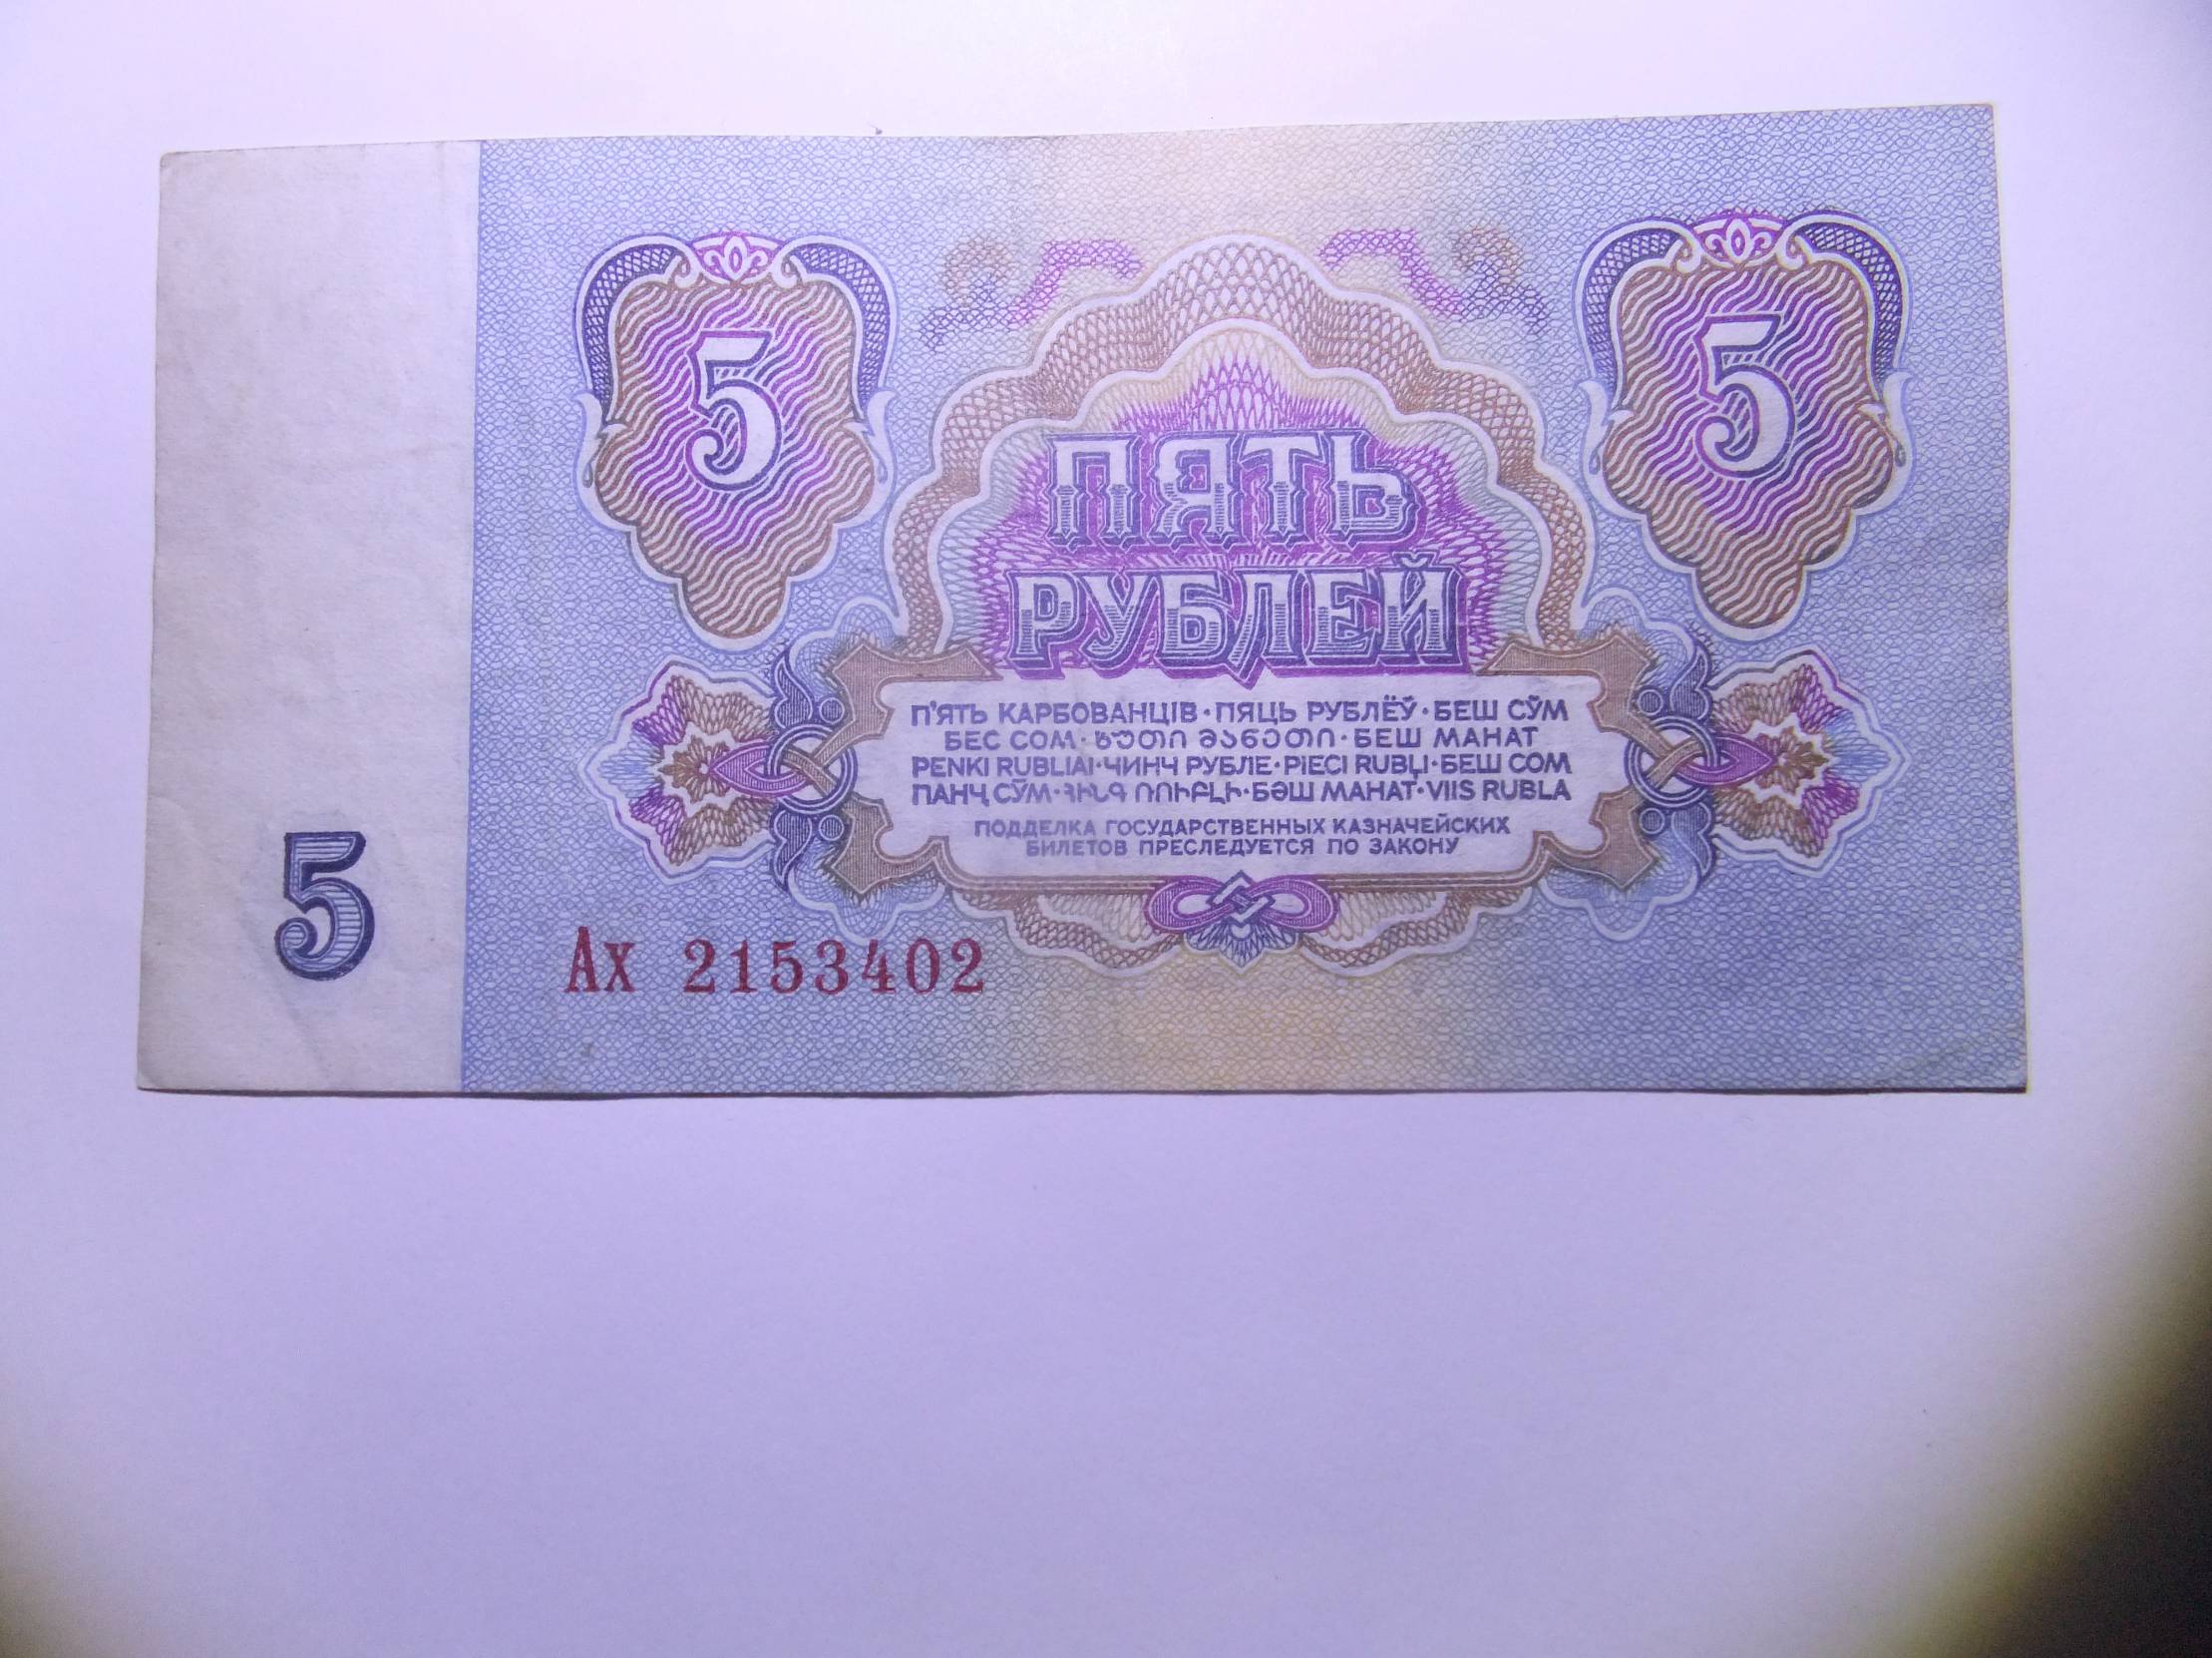 5
5
ПЯТЬ
РУБЛЕЙ
П'ЯТЬ КАРБОВАНЦІВ · ПЯЦЬ РУБЛЁЎ · БЕШ СЎМ
БЕС СОМ · ხუთი მანეთი · БЕШ МАНАТ
PENKI RUBLIAI · ЧИНЧ РУБЛЕ · PIECI RUBĻI · БЕШ СОМ
ПАНҶ СЎМ · ՀԻՆԳ ՌՈՒԲԼԻ · БӘШ МАНАТ · VIIS RUBLA
ПОДДЕЛКА ГОСУДАРСТВЕННЫХ КАЗНАЧЕЙСКИХ
БИЛЕТОВ ПРЕСЛЕДУЕТСЯ ПО ЗАКОНУ
5
Ах 2153402